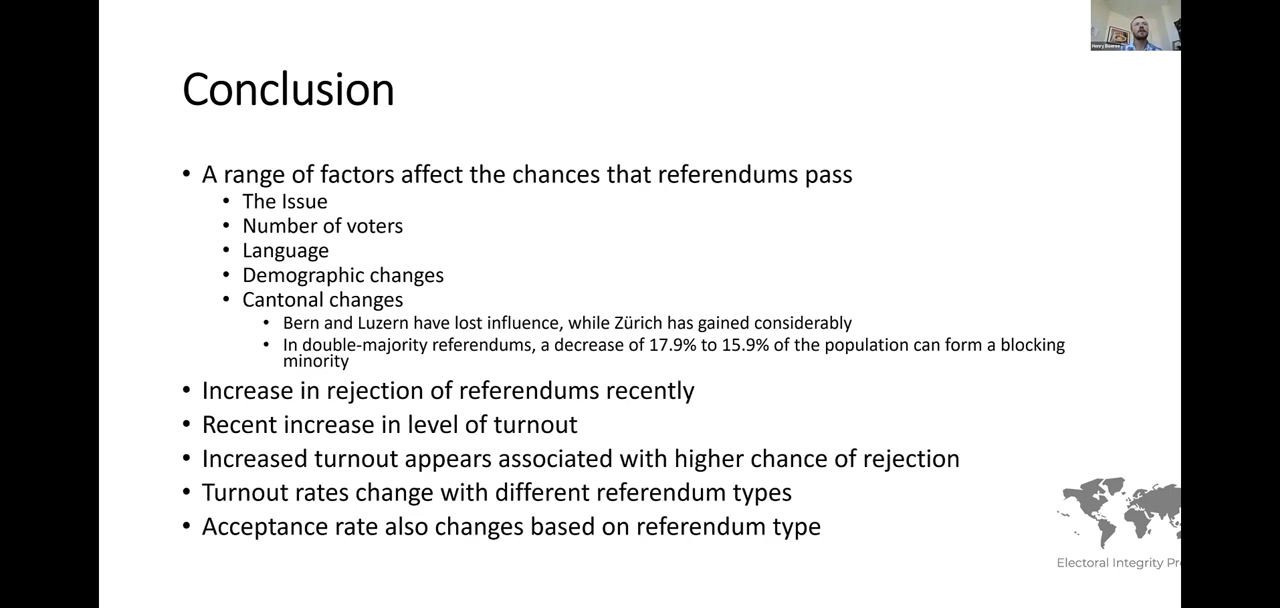 Conclusion
• A range of factors affect the chances that referendums pass
• The Issue
• Number of voters
• Language
• Demographic changes
• Cantonal changes
• Bern and Luzern have lost influence, while Zürich has gained considerably
• In double-majority referendums, a decrease of 17.9% to 15.9% of the population can form a blocking
minority
• Increase in rejection of referendums recently
• Recent increase in level of turnout
• Increased turnout appears associated with higher chance of rejection
• Turnout rates change with different referendum types
• Acceptance rate also changes based on referendum type
Electoral Integrity Pr
Henry